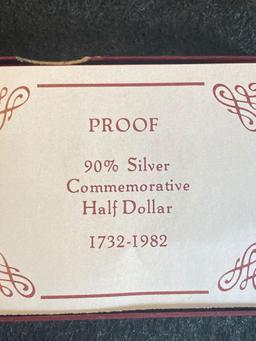 PROOF
90% Silver
Commemorative
Half Dollar
1732-1982